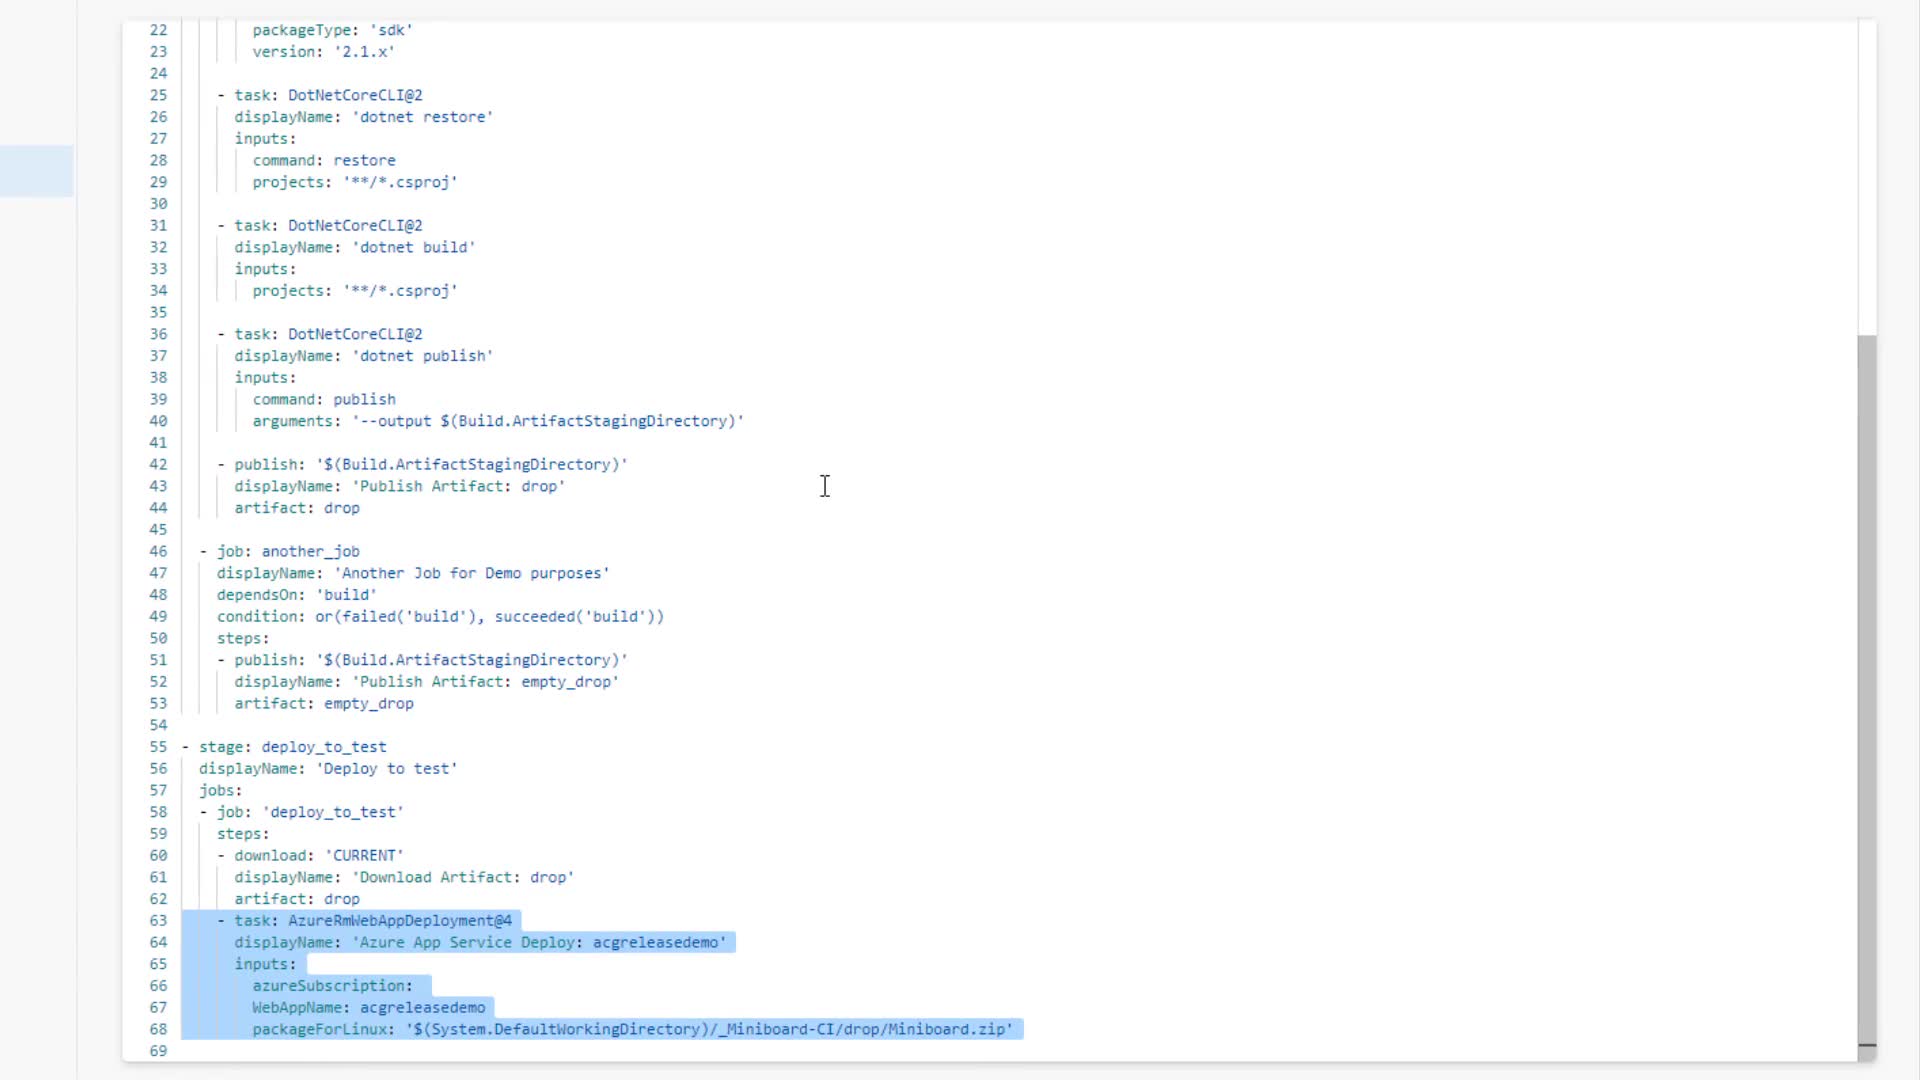 22 packageType: 'sdk'
23 version: '2.1.x'
24
25 - task: DotNetCoreCLI@2
26 displayName: 'dotnet restore'
27 inputs:
28 command: restore
29 projects: '**/*.csproj'
30
31 - task: DotNetCoreCLI@2
32 displayName: 'dotnet build'
33 inputs:
34 projects: '**/*.csproj'
35
36 - task: DotNetCoreCLI@2
37 displayName: 'dotnet publish'
38 inputs:
39 command: publish
40 arguments: '--output $(Build.ArtifactStagingDirectory)'
41
42 - publish: '$(Build.ArtifactStagingDirectory)'
43 displayName: 'Publish Artifact: drop'
44 artifact: drop
45
46 - job: another_job
47 displayName: 'Another Job for Demo purposes'
48 dependsOn: 'build'
49 condition: or(failed('build'), succeeded('build'))
50 steps:
51 - publish: '$(Build.ArtifactStagingDirectory)'
52 displayName: 'Publish Artifact: empty_drop'
53 artifact: empty_drop
54
55 - stage: deploy_to_test
56 displayName: 'Deploy to test'
57 jobs:
58 - job: 'deploy_to_test'
59 steps:
60 - download: 'CURRENT'
61 displayName: 'Download Artifact: drop'
62 artifact: drop
63 - task: AzureRmWebAppDeployment@4
64 displayName: 'Azure App Service Deploy: acgreleasedemo'
65 inputs:
66 azureSubscription:
67 WebAppName: acgreleasedemo
68 packageForLinux: '$(System.DefaultWorkingDirectory)/_Miniboard-CI/drop/Miniboard.zip'
69